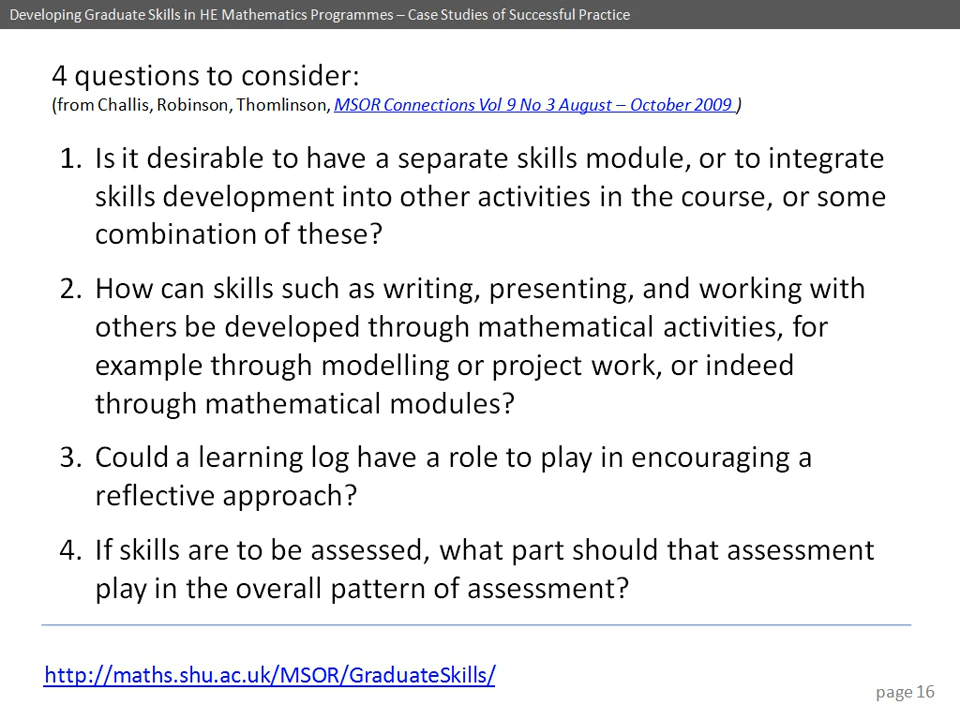 Developing Graduate Skills in HE Mathematics Programmes – Case Studies of Successful Practice
4 questions to consider:
(from Challis, Robinson, Thomlinson, MSOR Connections Vol 9 No 3 August – October 2009 )
1. Is it desirable to have a separate skills module, or to integrate
skills development into other activities in the course, or some
combination of these?
2. How can skills such as writing, presenting, and working with
others be developed through mathematical activities, for
example through modelling or project work, or indeed
through mathematical modules?
3. Could a learning log have a role to play in encouraging a
reflective approach?
4. If skills are to be assessed, what part should that assessment
play in the overall pattern of assessment?
http://maths.shu.ac.uk/MSOR/GraduateSkills/
page 16